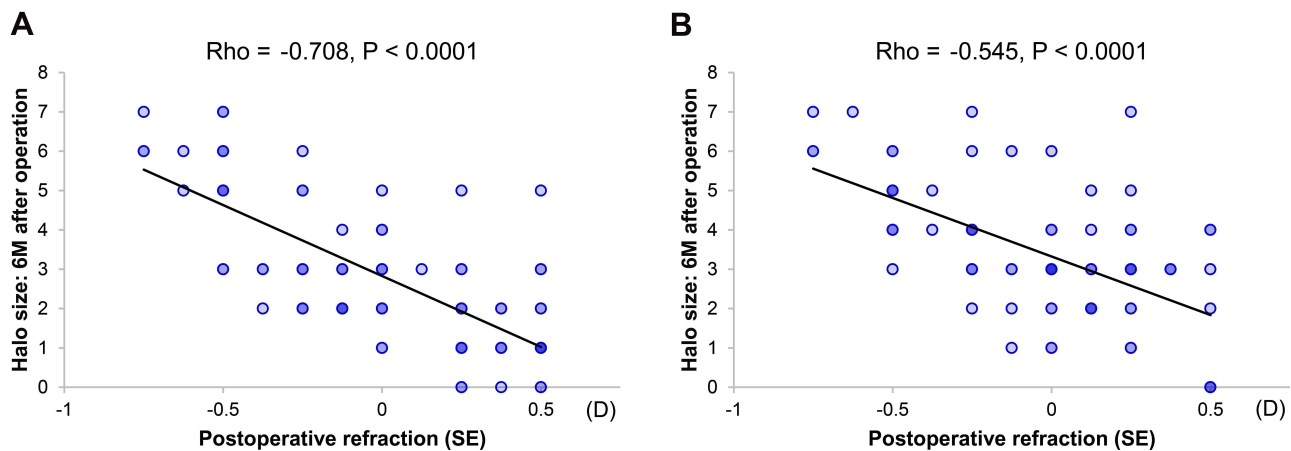 A
Rho = -0.708, P < 0.0001
Halo size: 6M after operation
8
7
6
5
4
3
2
1
0
-1
-0.5
0
0.5
(D)
Postoperative refraction (SE)
B
Rho = -0.545, P < 0.0001
Halo size: 6M after operation
8
7
6
5
4
3
2
1
0
-1
-0.5
0
0.5
(D)
Postoperative refraction (SE)